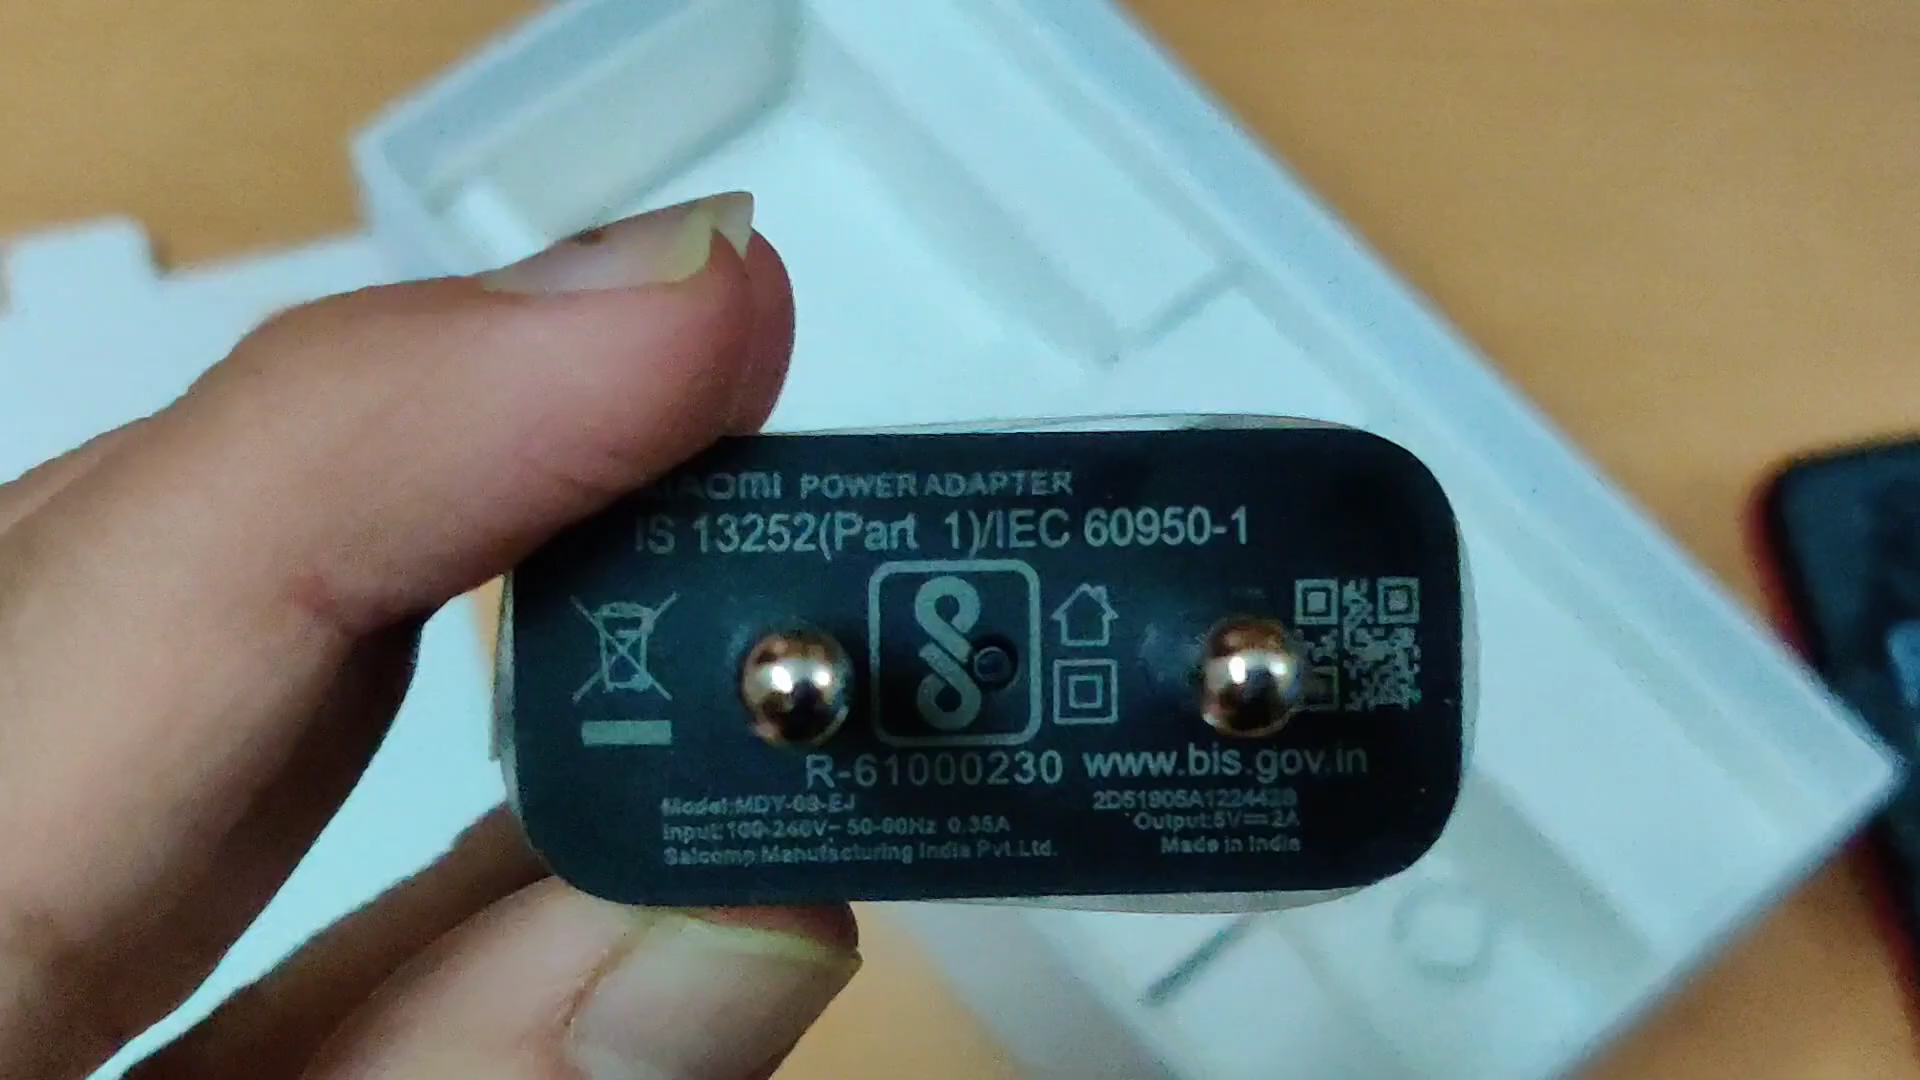 XIAOMI POWER ADAPTER
IS 13252(Part 1)/IEC 60950-1
R-61000230 www.bis.gov.in
Model:MDY-08-EJ
Input:100-240V~ 50-60Hz 0.35A
Output:5V⎓2A
Salcomp Manufacturing India Pvt.Ltd.
Made in India